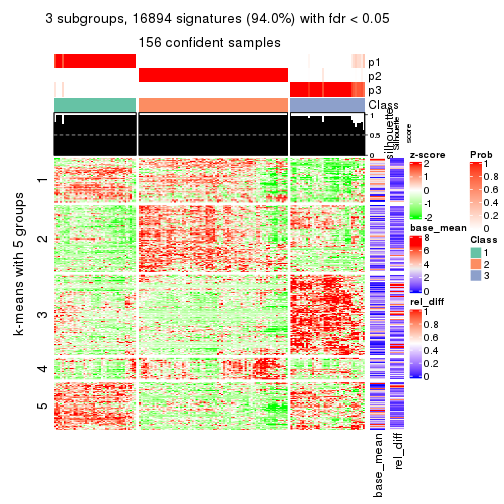 3 subgroups, 16894 signatures (94.0%) with fdr < 0.05
156 confident samples
p1
p2
p3
Class
1
0.5
0
silhouette
Silhouette
score
k-means with 5 groups
1
2
3
4
5
base_mean
rel_diff
z-score
2
1
0
-1
-2
base_mean
8
6
4
2
0
rel_diff
1
0.8
0.6
0.4
0.2
0
Prob
1
0.8
0.6
0.4
0.2
0
Class
1
2
3